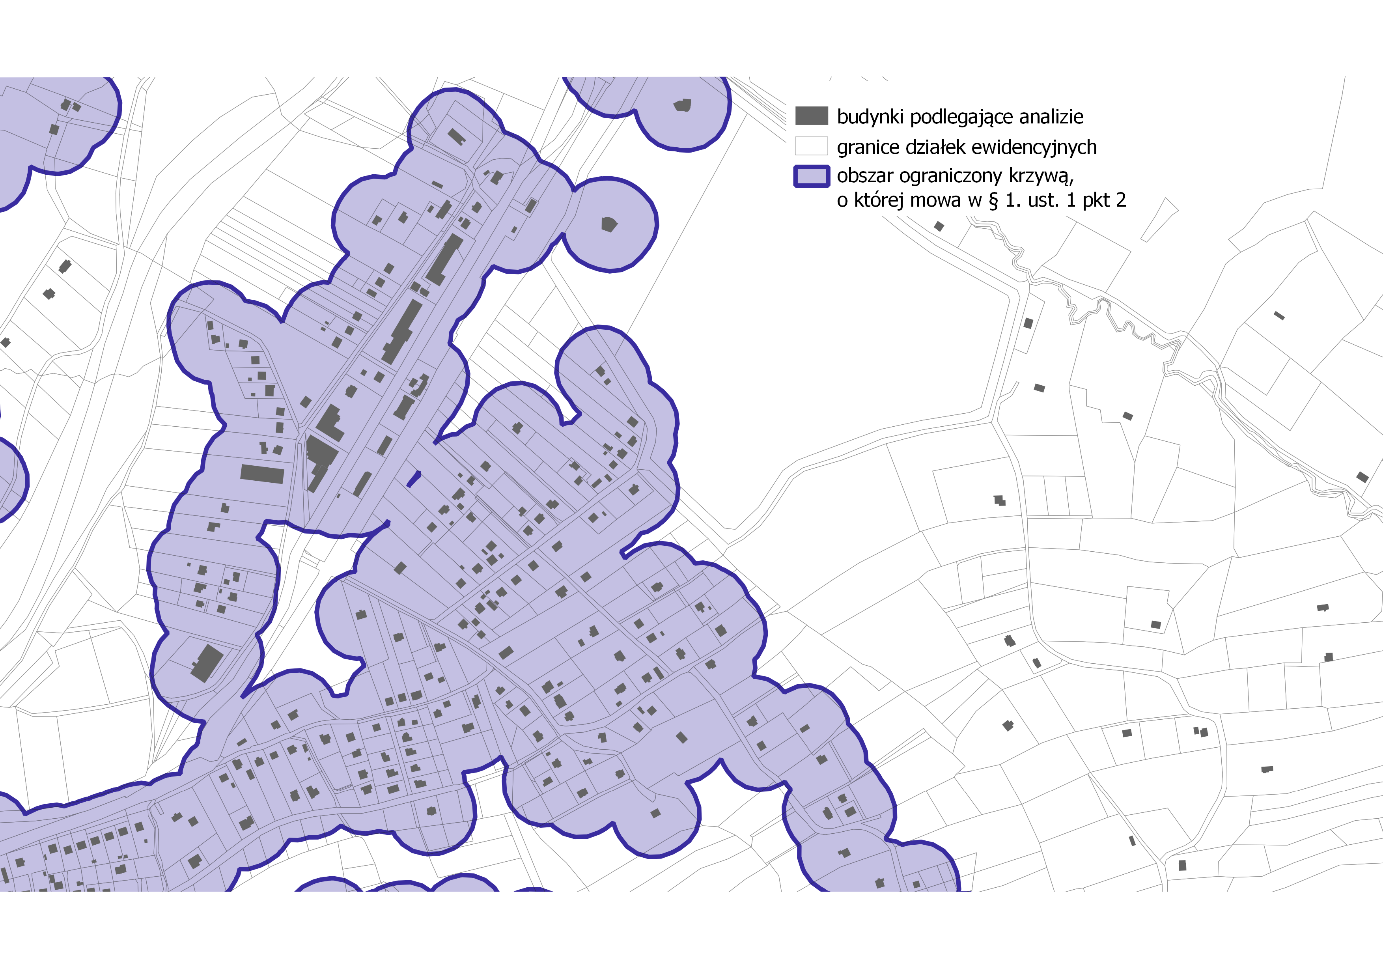 budynki podlegające analizie
granice działek ewidencyjnych
obszar ograniczony krzywą,
o której mowa w § 1. ust. 1 pkt 2